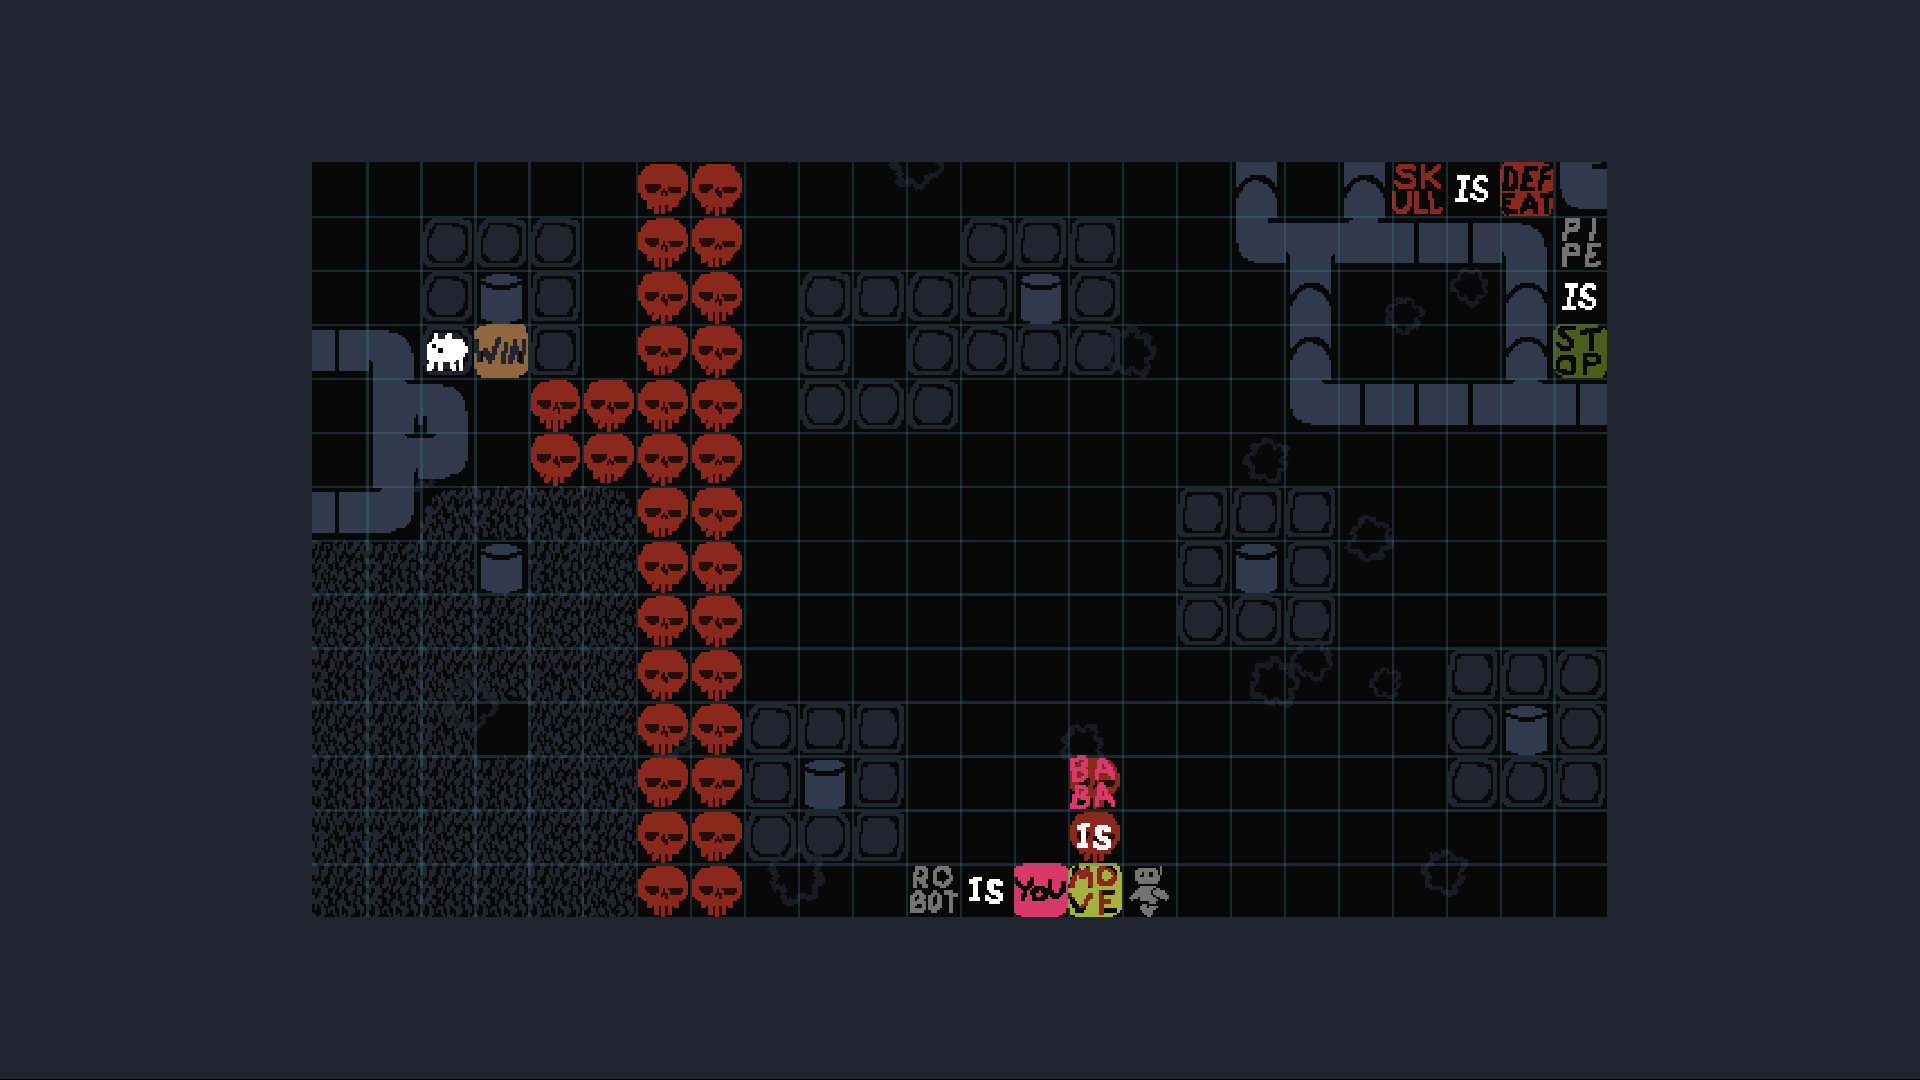 SKULL IS DEFEAT
PIPE
IS
WIN
STOP
BABA
IS
ROBOT IS YOU MOVE